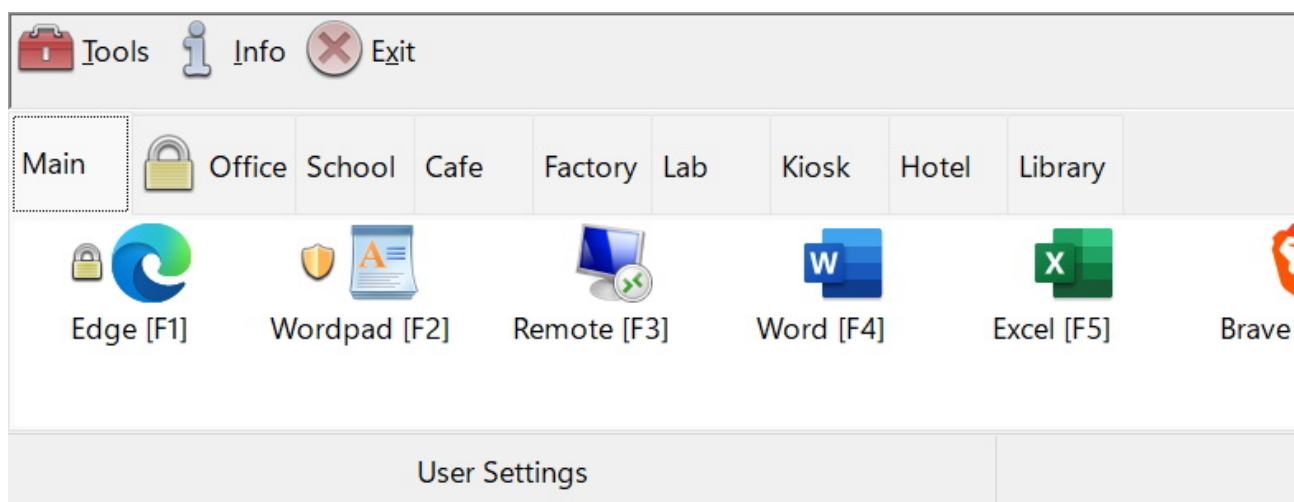 Tools Info Exit
Main Office School Cafe Factory Lab Kiosk Hotel Library
A
W
X
Edge [F1] Wordpad [F2] Remote [F3] Word [F4] Excel [F5] Brave
User Settings